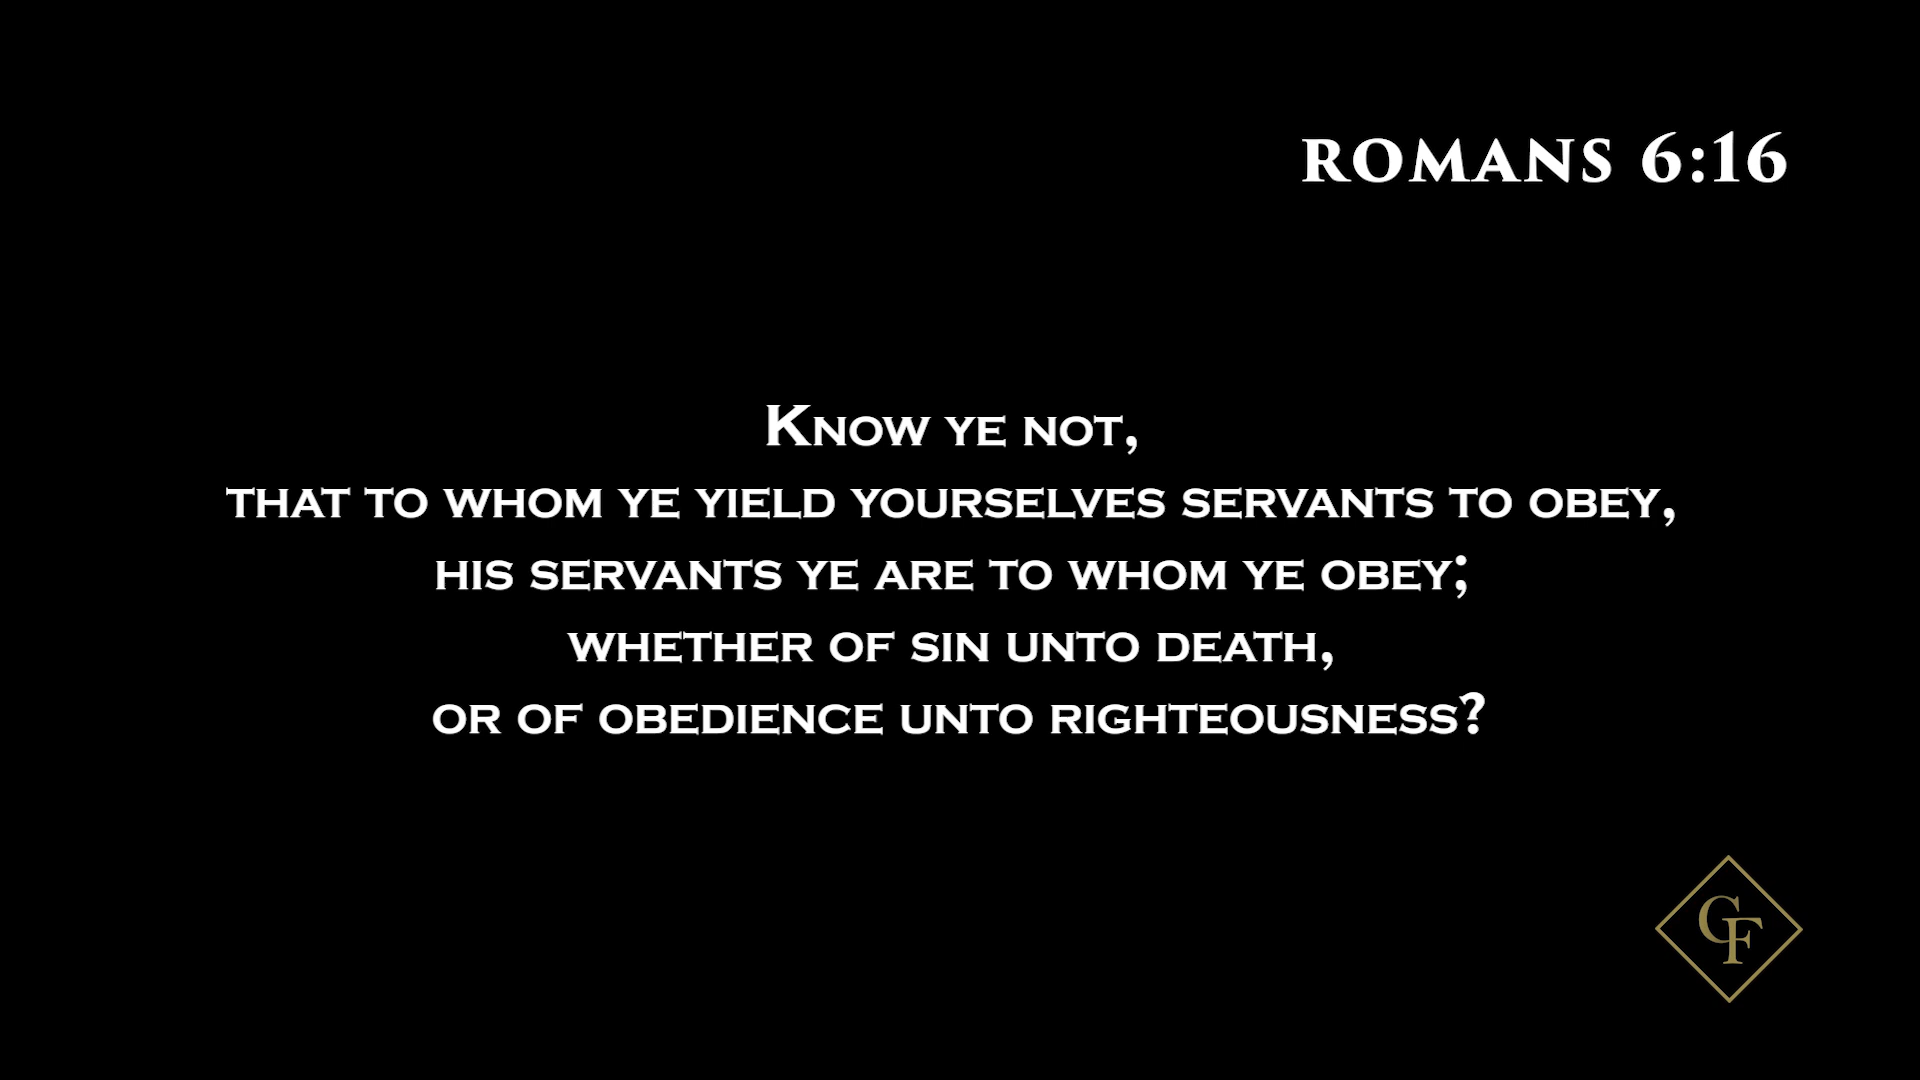 ROMANS 6:16
KNOW YE NOT,
THAT TO WHOM YE YIELD YOURSELVES SERVANTS TO OBEY,
HIS SERVANTS YE ARE TO WHOM YE OBEY;
WHETHER OF SIN UNTO DEATH,
OR OF OBEDIENCE UNTO RIGHTEOUSNESS?
CF